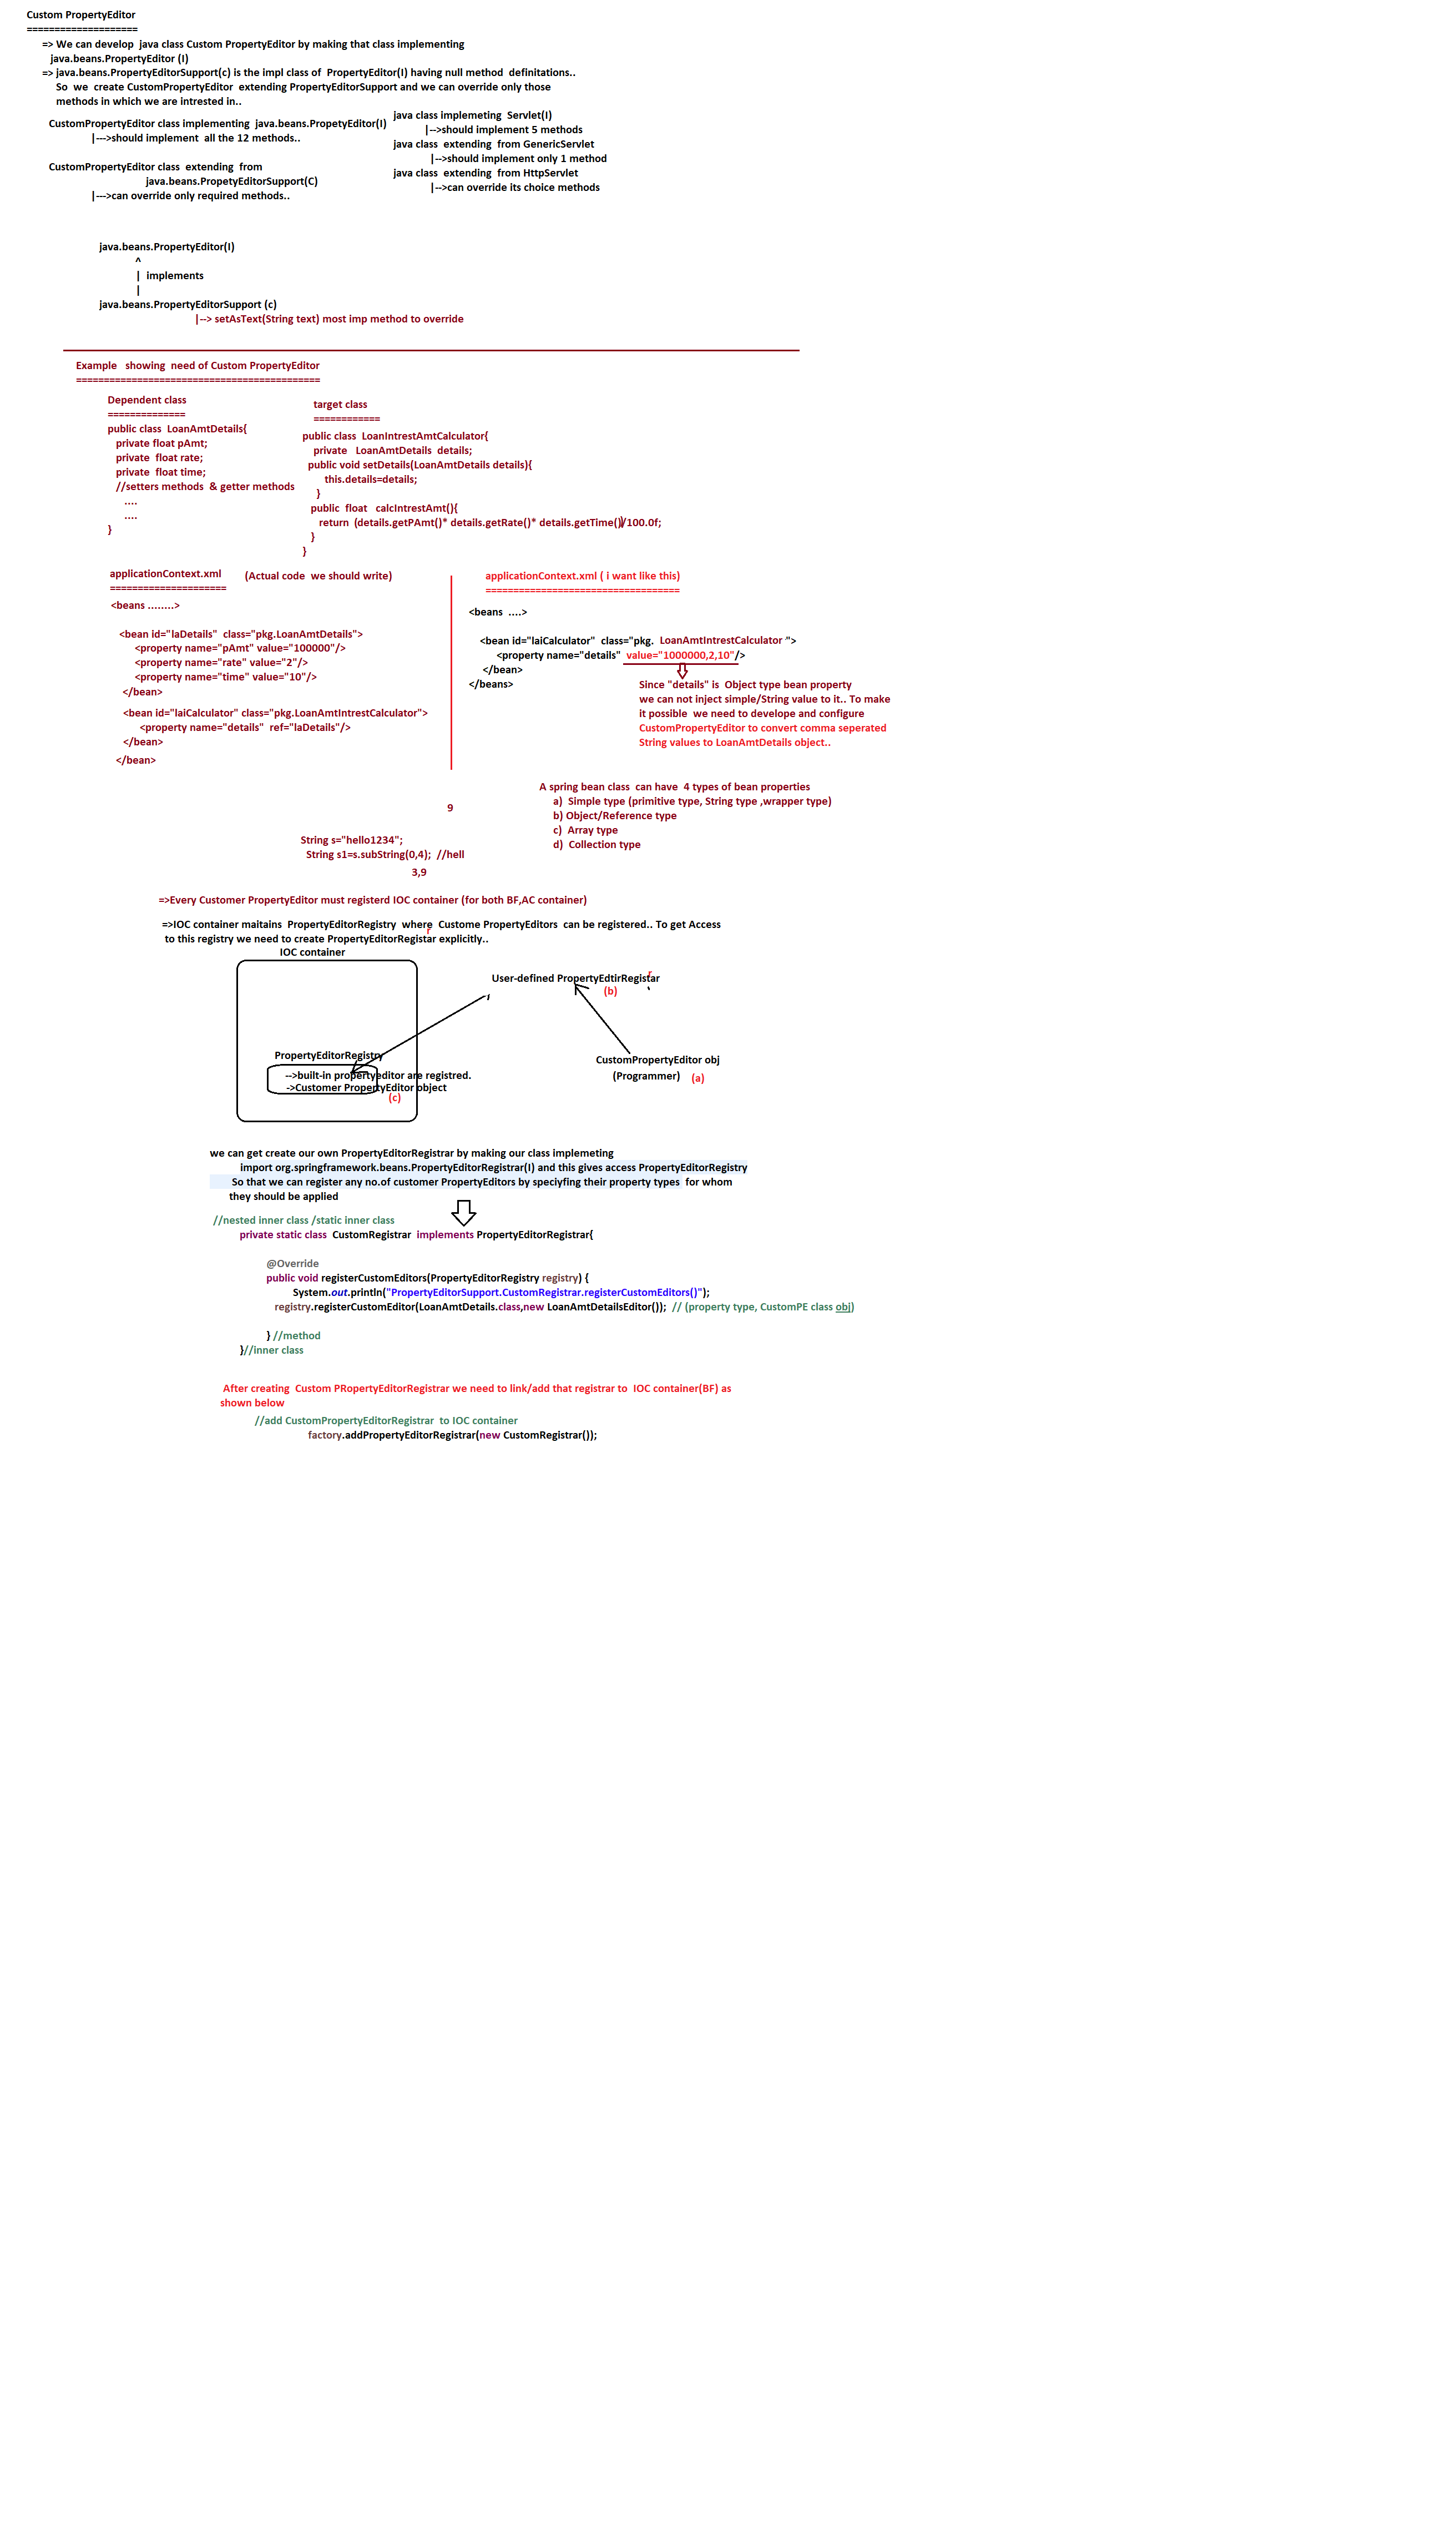 Custom PropertyEditor
====================
=> We can develop  java class Custom PropertyEditor by making that class implementing
java.beans.PropertyEditor (I)
=> java.beans.PropertyEditorSupport(c) is the impl class of  PropertyEditor(I) having null method  definitations..
So  we  create CustomPropertyEditor  extending PropertyEditorSupport and we can override only those
methods in which we are intrested in..
CustomPropertyEditor class implementing  java.beans.PropetyEditor(I)
|--->should implement  all the 12 methods..
CustomPropertyEditor class  extending  from
java.beans.PropetyEditorSupport(C)
|--->can override only required methods..
java class implemeting  Servlet(I)
|-->should implement 5 methods
java class  extending  from GenericServlet
|-->should implement only 1 method
java class  extending  from HttpServlet
|-->can override its choice methods
java.beans.PropertyEditor(I)
^
|  implements
|
java.beans.PropertyEditorSupport (c)
|--> setAsText(String text) most imp method to override
Example   showing  need of Custom PropertyEditor
============================================
Dependent class
==============
public class  LoanAmtDetails{
private float pAmt;
private  float rate;
private  float time;
//setters methods  & getter methods
....
....
}
target class
============
public class  LoanIntrestAmtCalculator{
private   LoanAmtDetails  details;
public void setDetails(LoanAmtDetails details){
this.details=details;
}
public  float   calcIntrestAmt(){
return  (details.getPAmt()* details.getRate()* details.getTime())/100.0f;
}
}
applicationContext.xml        (Actual code  we should write)
=====================
<beans ........>
<bean id="laDetails"  class="pkg.LoanAmtDetails">
<property name="pAmt" value="100000"/>
<property name="rate" value="2"/>
<property name="time" value="10"/>
</bean>
<bean id="laiCalculator" class="pkg.LoanAmtIntrestCalculator">
<property name="details"  ref="laDetails"/>
</bean>
</bean>
applicationContext.xml ( i want like this)
===================================
<beans  ....>
<bean id="laiCalculator"  class="pkg.  LoanAmtIntrestCalculator ">
<property name="details"  value="1000000,2,10"/>
</bean>
</beans>
Since "details" is  Object type bean property
we can not inject simple/String value to it.. To make
it possible  we need to develope and configure
CustomPropertyEditor to convert comma seperated
String values to LoanAmtDetails object..
A spring bean class  can have  4 types of bean properties
a)  Simple type (primitive type, String type ,wrapper type)
b) Object/Reference type
c)  Array type
d)  Collection type
9
String s="hello1234";
String s1=s.subString(0,4);  //hell
3,9
=>Every Customer PropertyEditor must registerd IOC container (for both BF,AC container)
=>IOC container maitains  PropertyEditorRegistry  where  Custome PropertyEditors  can be registered.. To get Access
r
to this registry we need to create PropertyEditorRegistar explicitly..
IOC container
r
User-defined PropertyEdtirRegistar
(b)
PropertyEditorRegistry
-->built-in propertyeditor are registred.
->Customer PropertyEditor object
(c)
CustomPropertyEditor obj
(Programmer)    (a)
we can get create our own PropertyEditorRegistrar by making our class implemeting
import org.springframework.beans.PropertyEditorRegistrar(I) and this gives access PropertyEditorRegistry
So that we can register any no.of customer PropertyEditors by speciyfing their property types  for whom
they should be applied
//nested inner class /static inner class
private static class  CustomRegistrar  implements PropertyEditorRegistrar{
@Override
public void registerCustomEditors(PropertyEditorRegistry registry) {
System.out.println("PropertyEditorSupport.CustomRegistrar.registerCustomEditors()");
registry.registerCustomEditor(LoanAmtDetails.class,new LoanAmtDetailsEditor());  // (property type, CustomPE class obj)
} //method
}//inner class
After creating  Custom PRopertyEditorRegistrar we need to link/add that registrar to  IOC container(BF) as
shown below
//add CustomPropertyEditorRegistrar  to IOC container
factory.addPropertyEditorRegistrar(new CustomRegistrar());